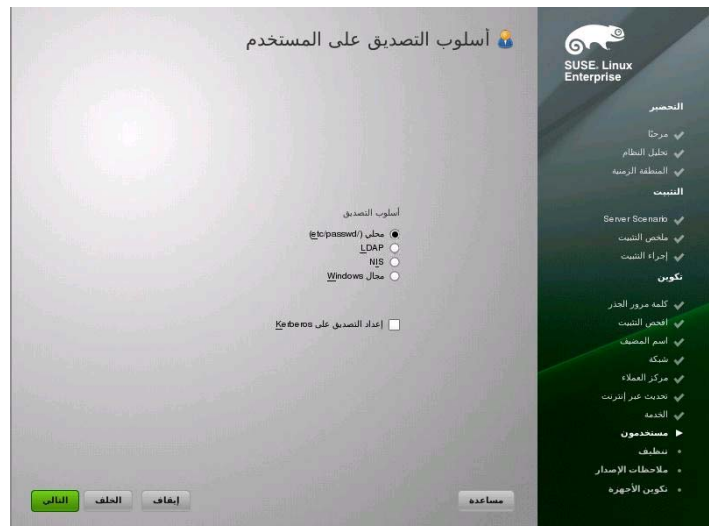 أسلوب التصديق على المستخدم
أسلوب التصديق
محلي (/etc/passwd)
LDAP
NIS
مجال Windows
إعداد التصديق على Kerberos
مساعدة
إيقاف
الخلف
التالي
SUSE. Linux
Enterprise
التحضير
مرحبًا
تحليل النظام
المنطقة الزمنية
التثبيت
Server Scenario
ملخص التثبيت
إجراء التثبيت
تكوين
كلمة مرور الجذر
افحص التثبيت
اسم المضيف
شبكة
مركز العملاء
تحديث عبر إنترنت
الخدمة
مستخدمون
تنظيف
ملاحظات الإصدار
تكوين الأجهزة